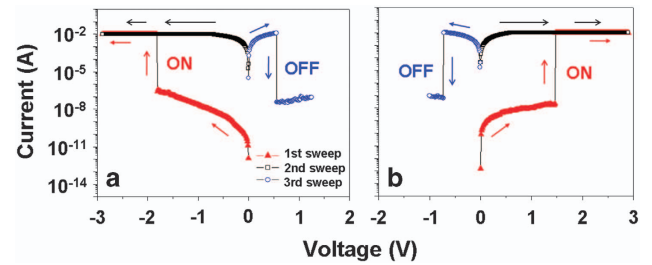 Current (A)
10⁻²
10⁻⁵
10⁻⁸
10⁻¹¹
10⁻¹⁴
ON
OFF
1st sweep
2nd sweep
3rd sweep
a
-3 -2 -1 0 1 2
OFF
ON
b
-2 -1 0 1 2 3
Voltage (V)